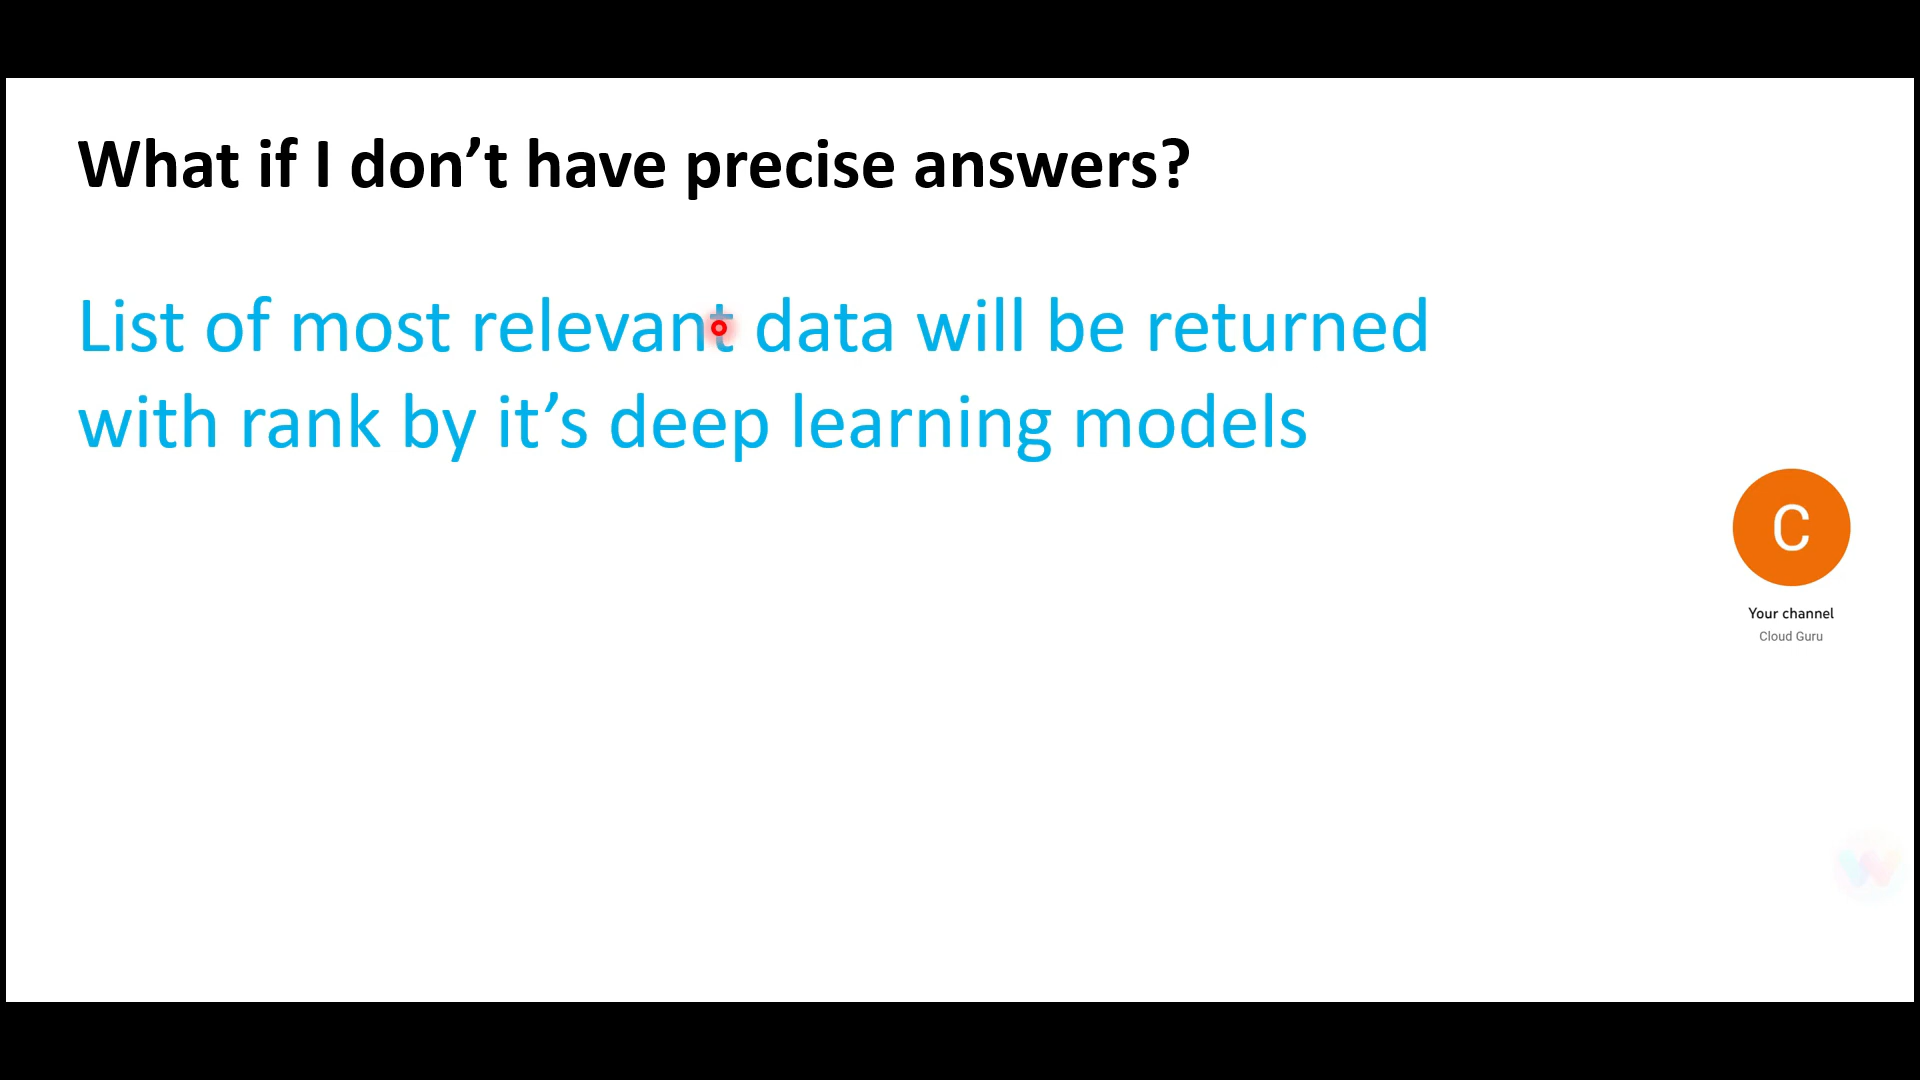 What if I don’t have precise answers?
List of most relevant data will be returned
with rank by it’s deep learning models
C
Your channel
Cloud Guru
W